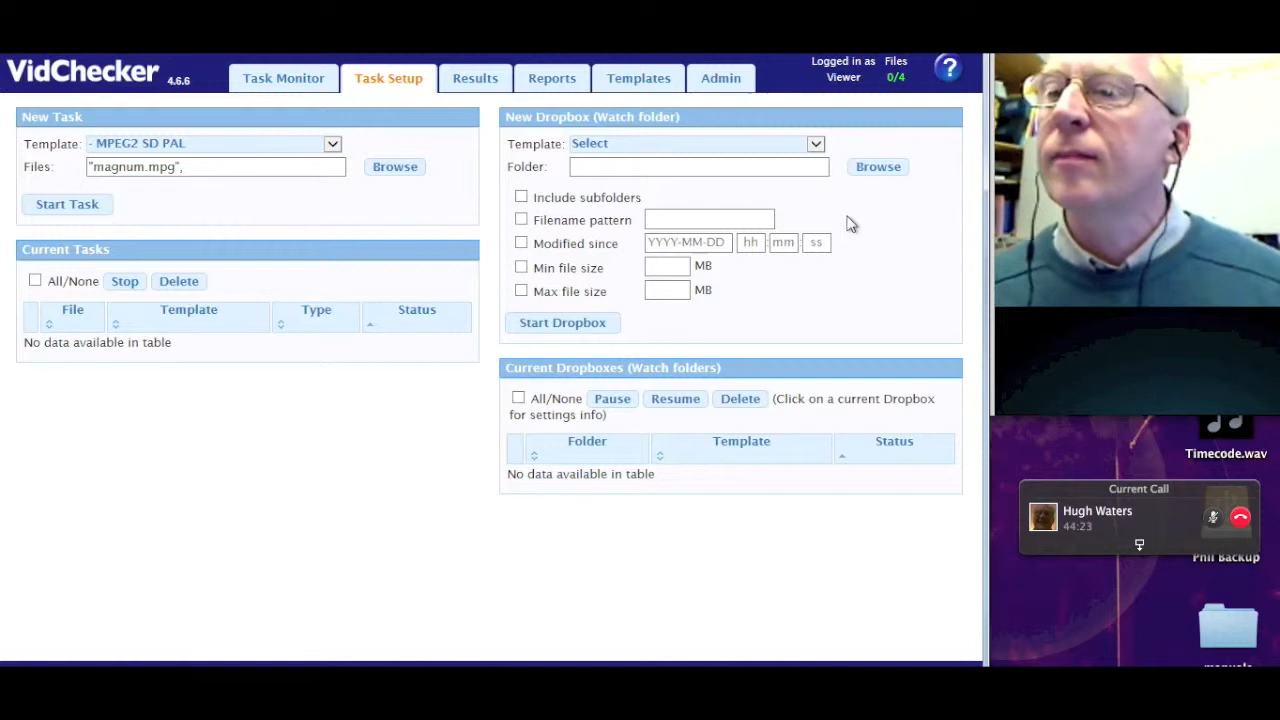 VidChecker 4.6.6
Task Monitor
Task Setup
Results
Reports
Templates
Admin
Logged in as
Viewer
Files
0/4
?
New Task
Template: - MPEG2 SD PAL
Files: "magnum.mpg", Browse
Start Task
Current Tasks
All/None Stop Delete
File Template Type Status
No data available in table
New Dropbox (Watch folder)
Template: Select
Folder: Browse
Include subfolders
Filename pattern
Modified since YYYY-MM-DD hh : mm : ss
Min file size MB
Max file size MB
Start Dropbox
Current Dropboxes (Watch folders)
All/None Pause Resume Delete (Click on a current Dropbox
for settings info)
Folder Template Status
No data available in table
Timecode.wav
Current Call
Hugh Waters
44:23
Phil Backup